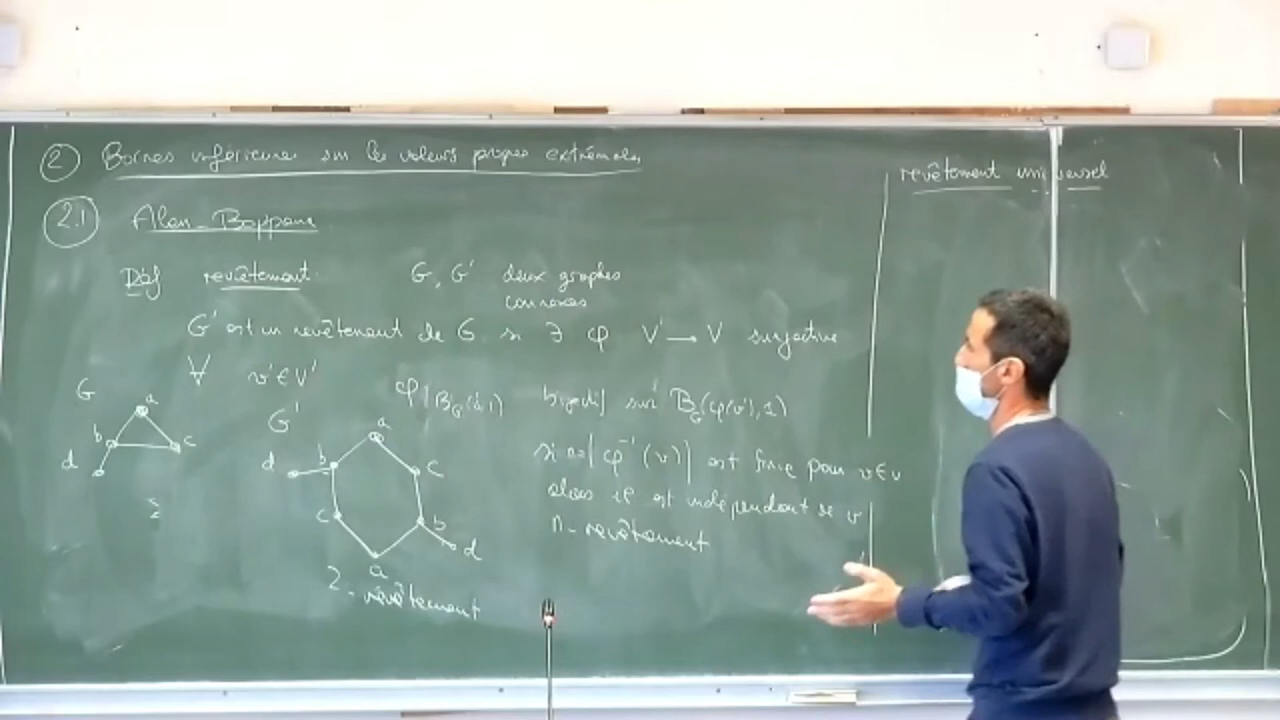 ② Bornes inférieures sur les valeurs propres extrémales
2.1 Alon-Boppana
Déf revêtement. G, G' deux graphes
connexes
G' est un revêtement de G si ∃ φ V' → V surjective
∀ v' ∈ V'
φ|B_G'(v',1) bijectif sur B_G(φ(v'),1)
G
a
b
c
d
G'
a
b
c
d
c
b
d
a
2-revêtement
si n=|φ⁻¹(v)| est finie pour v∈V
alors il est indépendant de v
n-revêtement
revêtement universel